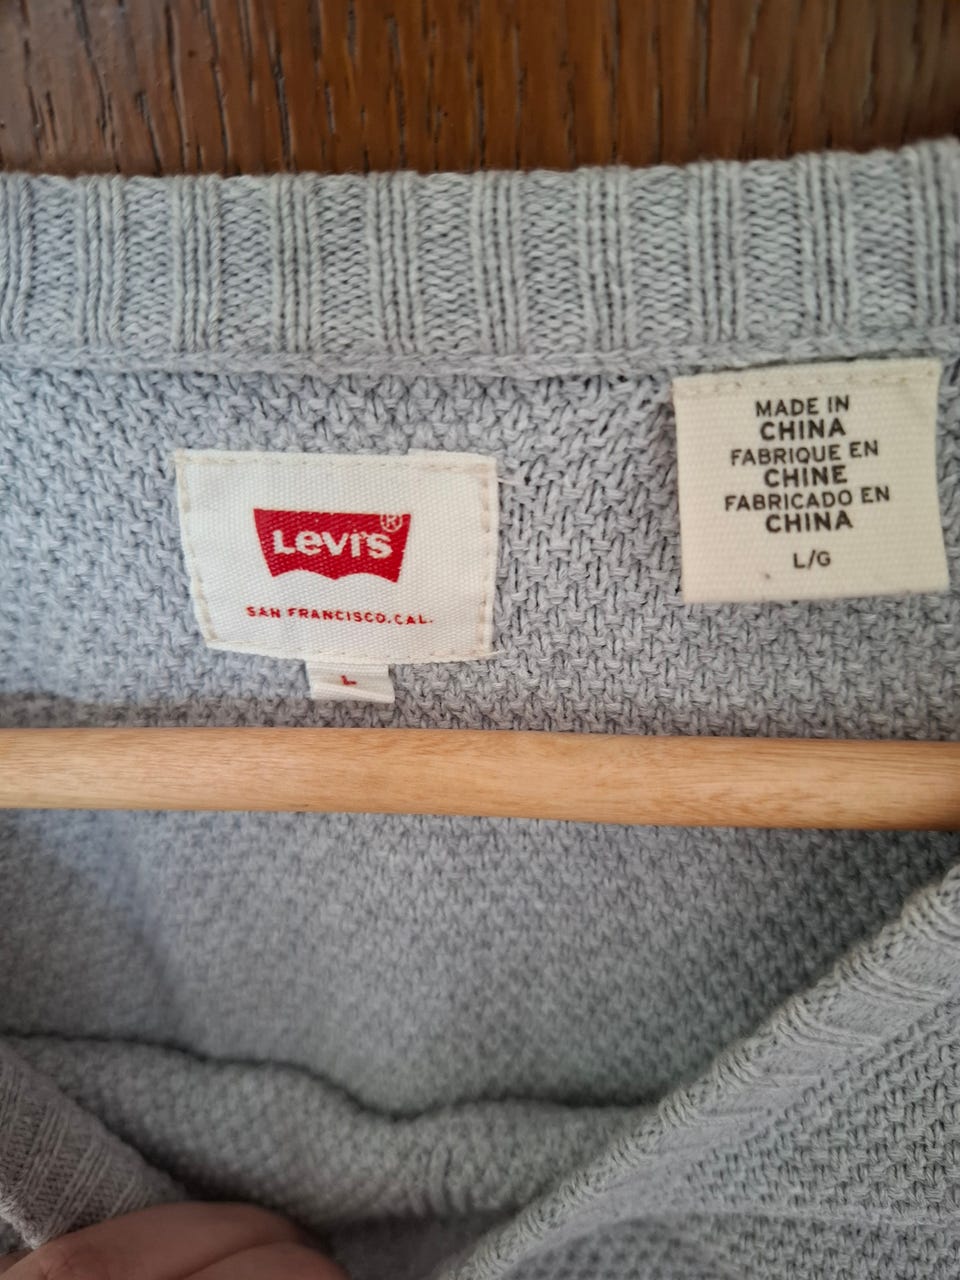 Levi's®
SAN FRANCISCO, CAL.
L
MADE IN
CHINA
FABRIQUE EN
CHINE
FABRICADO EN
CHINA
L/G